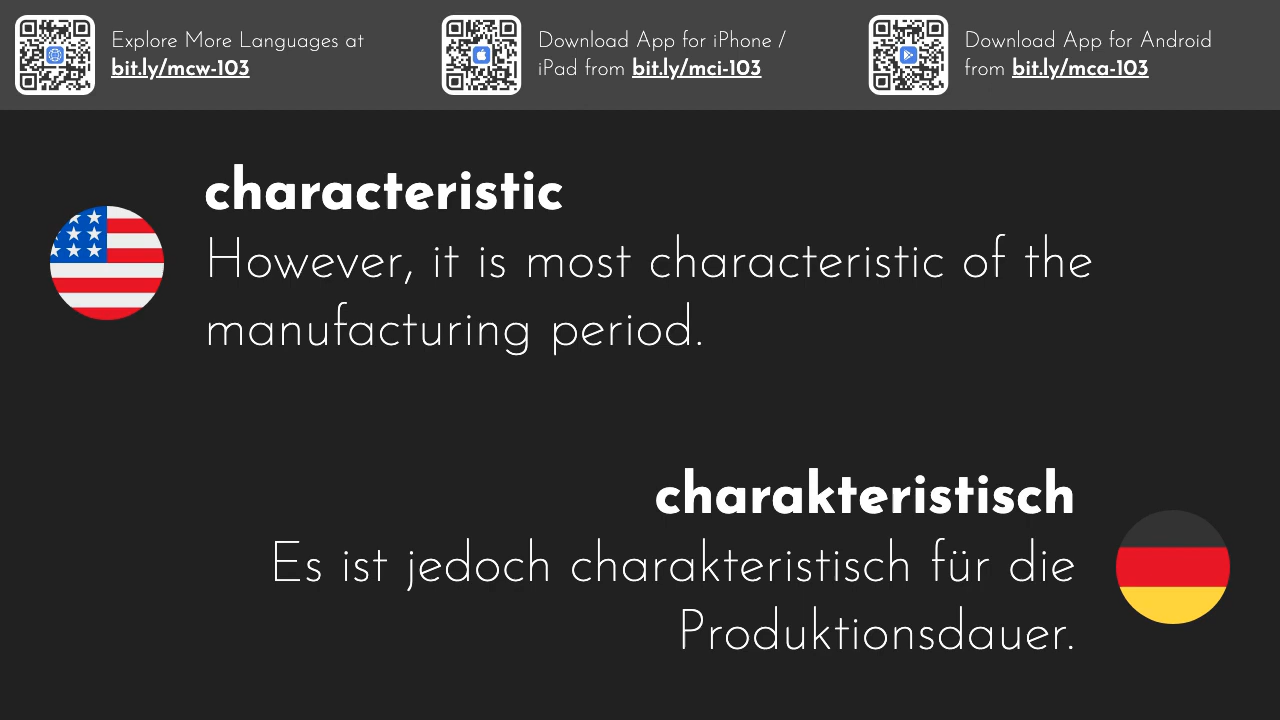 Explore More Languages at
bit.ly/mcw-103
Download App for iPhone /
iPad from bit.ly/mci-103
Download App for Android
from bit.ly/mca-103
characteristic
However, it is most characteristic of the
manufacturing period.
charakteristisch
Es ist jedoch charakteristisch für die
Produktionsdauer.